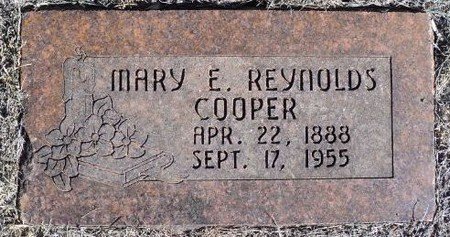 MARY E. REYNOLDS
COOPER
APR. 22, 1888
SEPT. 17, 1955